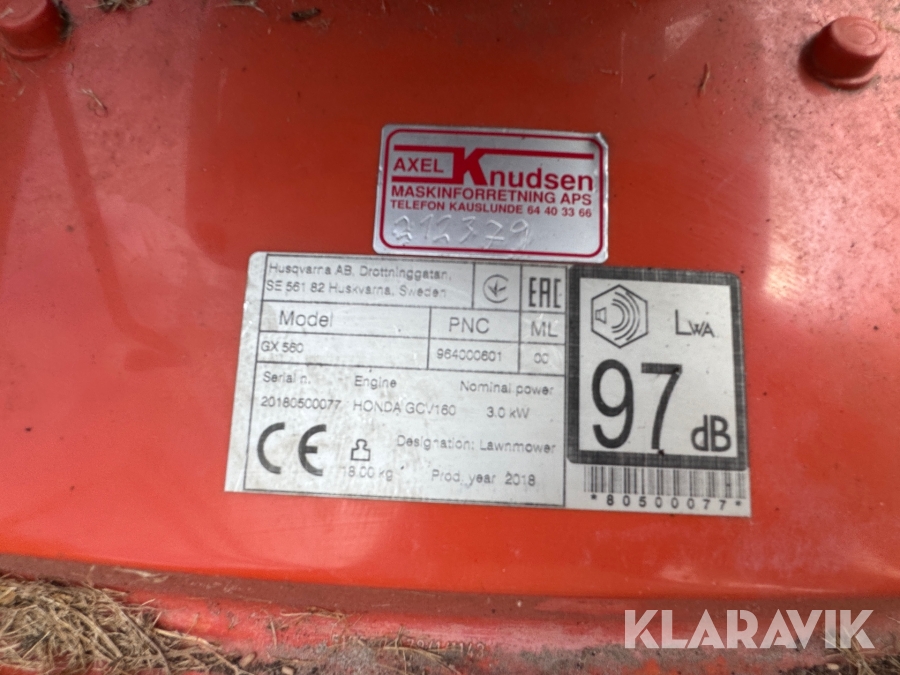 AXEL Knudsen
MASKINFORRETNING APS
TELEFON KAUSLUNDE 64 40 33 66
212379
Husqvarna AB, Drottninggatan,
SE 561 82 Huskvarna, Sweden
EAC
Model PNC ML
GX 560 964000601 00
Serial n. Engine Nominal power
20180500077 HONDA GCV160 3.0 kW
CE
Designation: Lawnmower
18.00 kg Prod. year 2018
LWA
97 dB
*80500077*
KLARAVIK